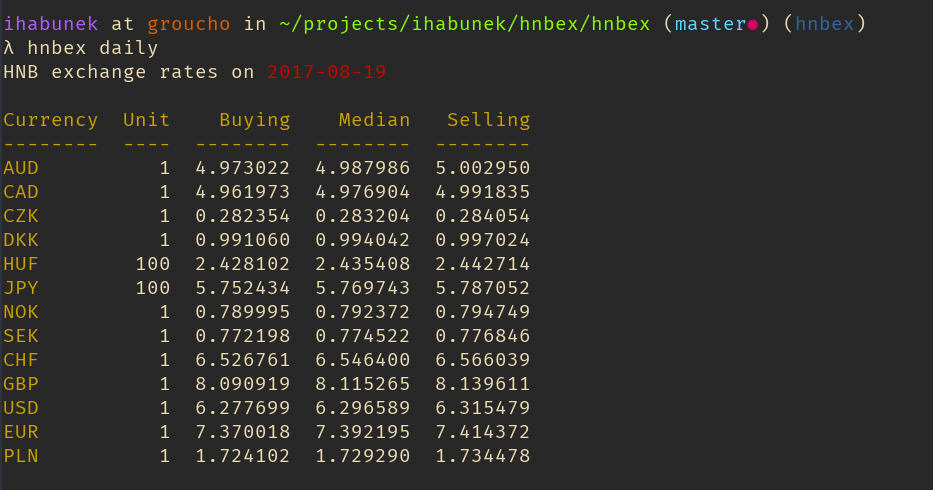 ihabunek at groucho in ~/projects/ihabunek/hnbex/hnbex (master●) (hnbex)
λ hnbex daily
HNB exchange rates on 2017-08-19

Currency  Unit    Buying    Median   Selling
--------  ----  --------  --------  --------
AUD          1  4.973022  4.987986  5.002950
CAD          1  4.961973  4.976904  4.991835
CZK          1  0.282354  0.283204  0.284054
DKK          1  0.991060  0.994042  0.997024
HUF        100  2.428102  2.435408  2.442714
JPY        100  5.752434  5.769743  5.787052
NOK          1  0.789995  0.792372  0.794749
SEK          1  0.772198  0.774522  0.776846
CHF          1  6.526761  6.546400  6.566039
GBP          1  8.090919  8.115265  8.139611
USD          1  6.277699  6.296589  6.315479
EUR          1  7.370018  7.392195  7.414372
PLN          1  1.724102  1.729290  1.734478